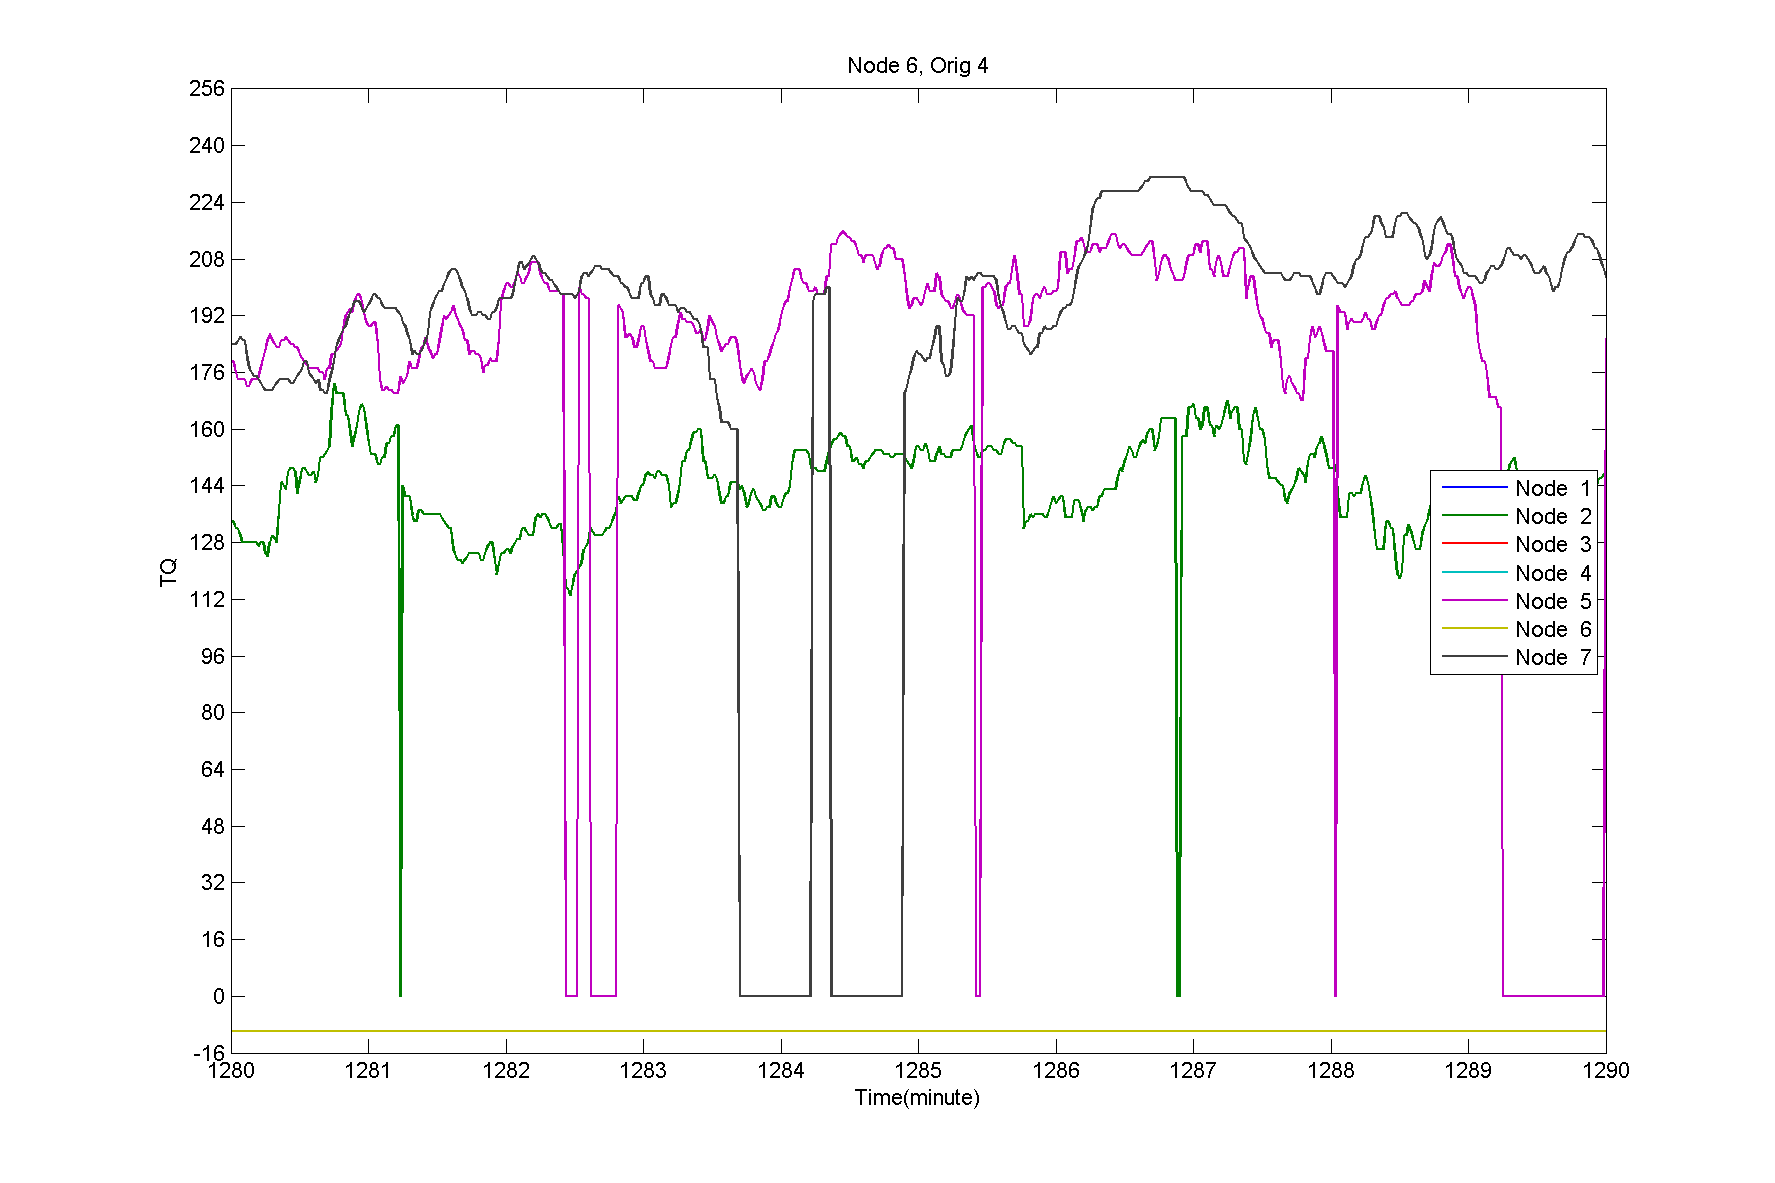 Node 6, Orig 4
256
240
224
208
192
176
160
144
128
112
96
80
64
48
32
16
0
-16
TQ
1280 1281 1282 1283 1284 1285 1286 1287 1288 1289 1290
Time(minute)
Node 1
Node 2
Node 3
Node 4
Node 5
Node 6
Node 7